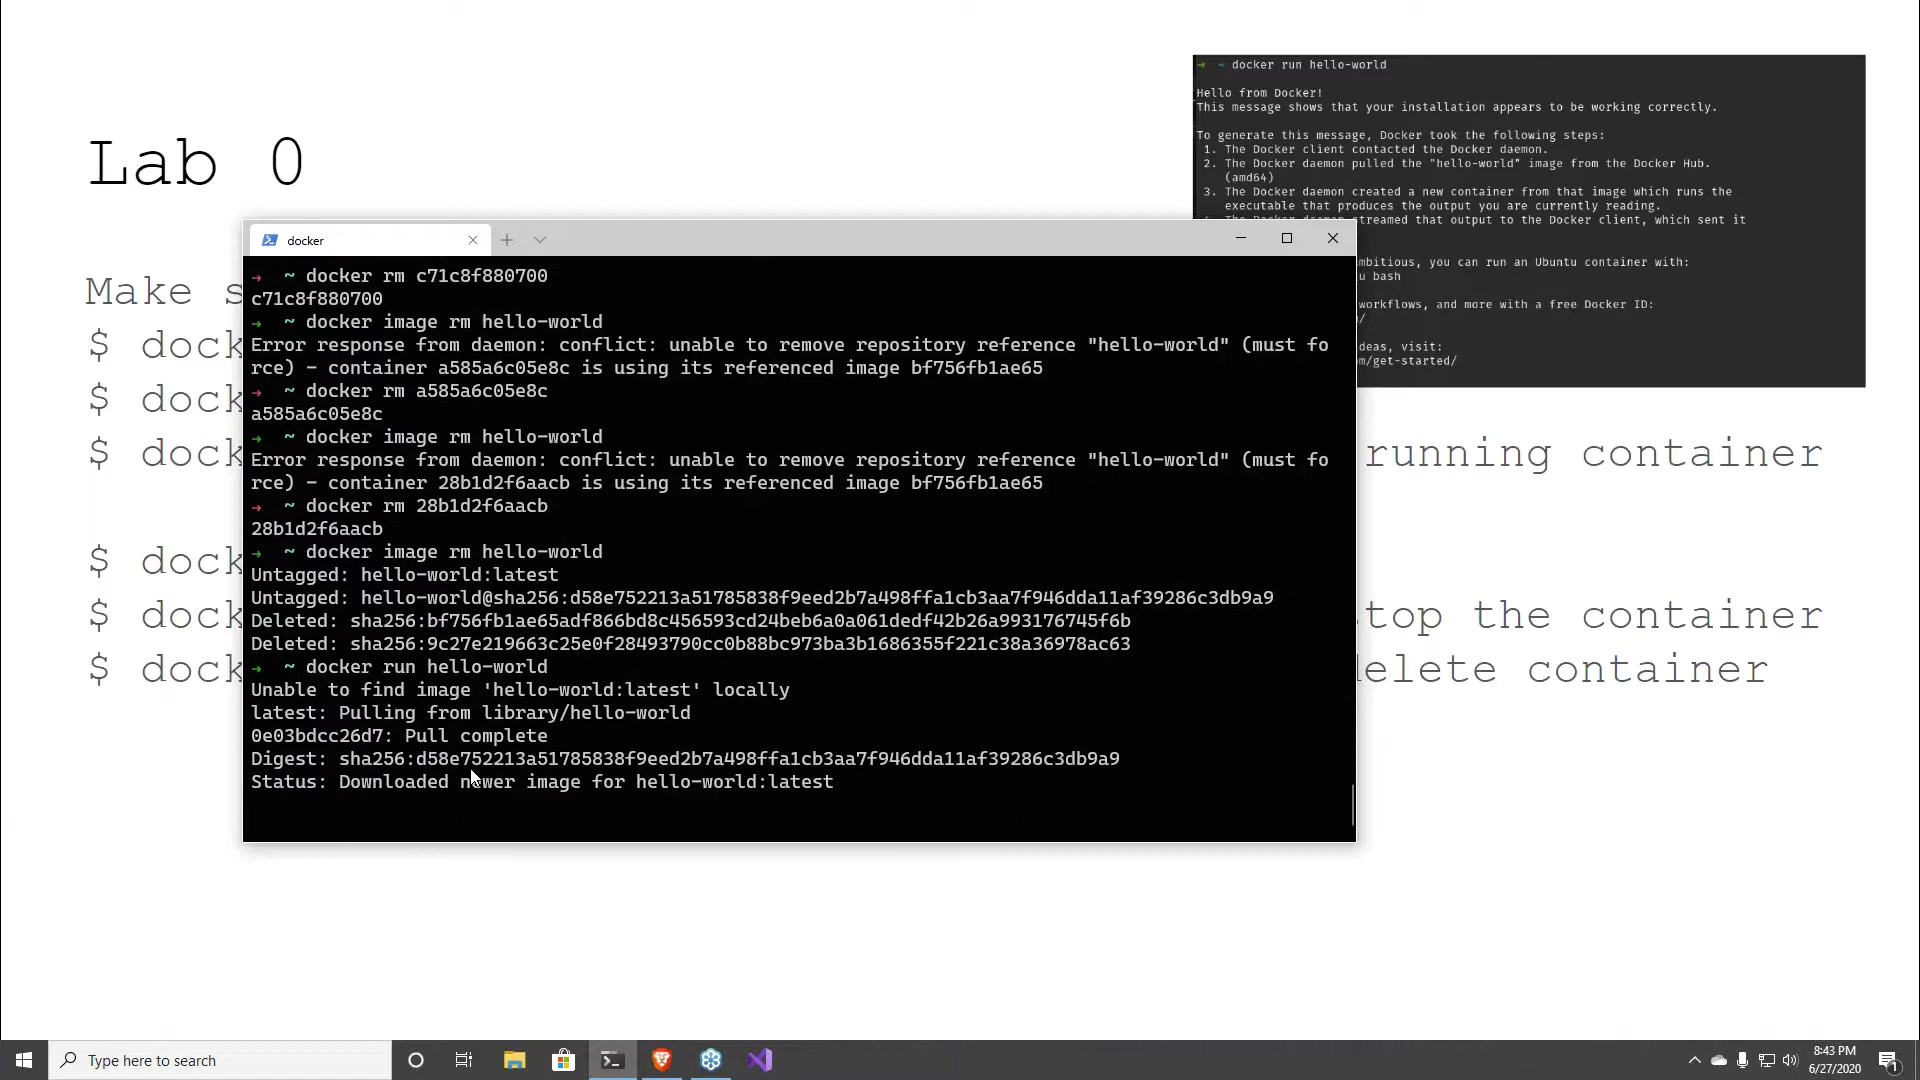 Lab 0
➜ ~ docker run hello-world
Hello from Docker!
This message shows that your installation appears to be working correctly.
To generate this message, Docker took the following steps:
1. The Docker client contacted the Docker daemon.
2. The Docker daemon pulled the "hello-world" image from the Docker Hub.
(amd64)
3. The Docker daemon created a new container from that image which runs the
executable that produces the output you are currently reading.
streamed that output to the Docker client, which sent it
mbitious, you can run an Ubuntu container with:
u bash
workflows, and more with a free Docker ID:
/
deas, visit:
m/get-started/
Make s
$ dock
$ dock
$ dock running container
$ dock
$ dock top the container
$ dock elete container
docker
➜ ~ docker rm c71c8f880700
c71c8f880700
➜ ~ docker image rm hello-world
Error response from daemon: conflict: unable to remove repository reference "hello-world" (must fo
rce) - container a585a6c05e8c is using its referenced image bf756fb1ae65
➜ ~ docker rm a585a6c05e8c
a585a6c05e8c
➜ ~ docker image rm hello-world
Error response from daemon: conflict: unable to remove repository reference "hello-world" (must fo
rce) - container 28b1d2f6aacb is using its referenced image bf756fb1ae65
➜ ~ docker rm 28b1d2f6aacb
28b1d2f6aacb
➜ ~ docker image rm hello-world
Untagged: hello-world:latest
Untagged: hello-world@sha256:d58e752213a51785838f9eed2b7a498ffa1cb3aa7f946dda11af39286c3db9a9
Deleted: sha256:bf756fb1ae65adf866bd8c456593cd24beb6a0a061dedf42b26a993176745f6b
Deleted: sha256:9c27e219663c25e0f28493790cc0b88bc973ba3b1686355f221c38a36978ac63
➜ ~ docker run hello-world
Unable to find image 'hello-world:latest' locally
latest: Pulling from library/hello-world
0e03bdcc26d7: Pull complete
Digest: sha256:d58e752213a51785838f9eed2b7a498ffa1cb3aa7f946dda11af39286c3db9a9
Status: Downloaded newer image for hello-world:latest
Type here to search
8:43 PM
6/27/2020
1